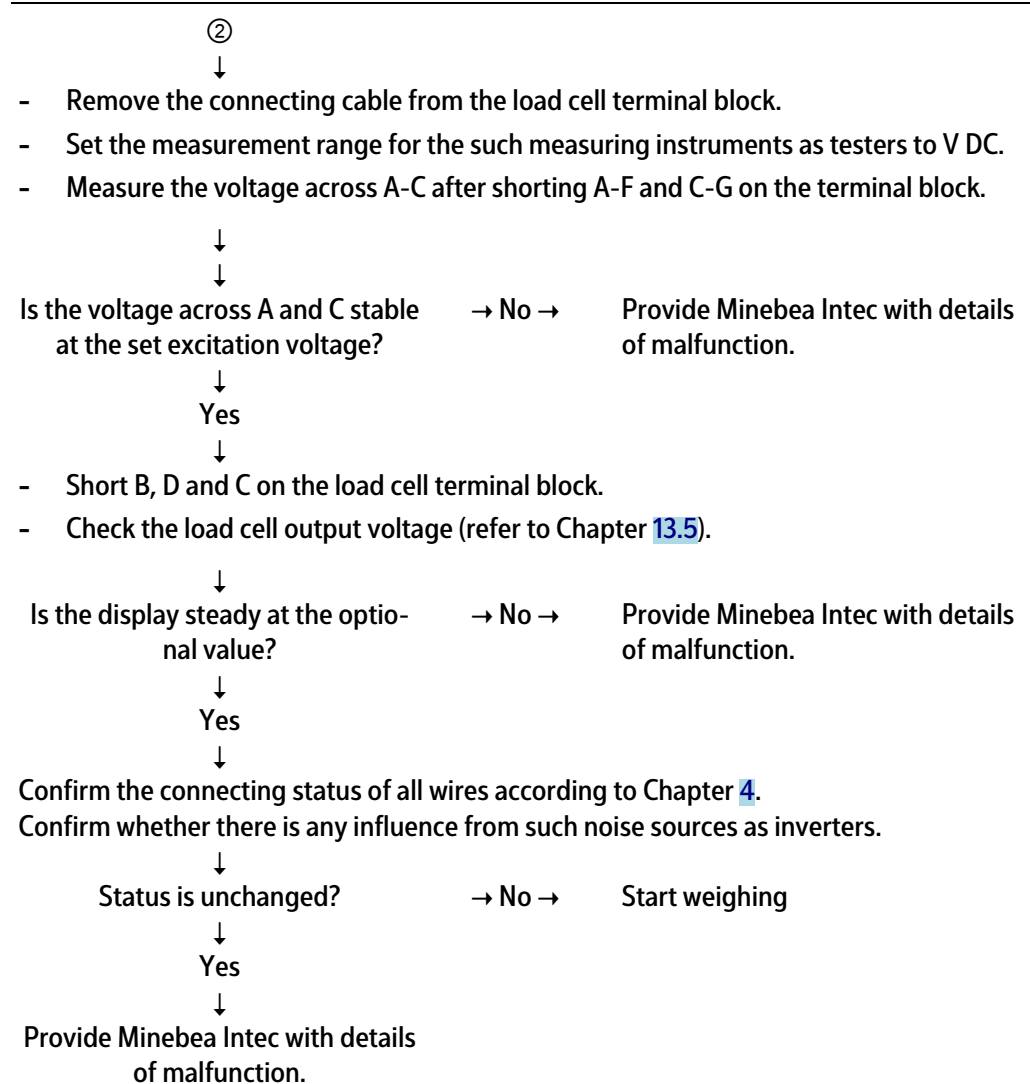 ②
↓
- Remove the connecting cable from the load cell terminal block.
- Set the measurement range for the such measuring instruments as testers to V DC.
- Measure the voltage across A-C after shorting A-F and C-G on the terminal block.
↓
↓
Is the voltage across A and C stable → No → Provide Minebea Intec with details
at the set excitation voltage? of malfunction.
↓
Yes
↓
- Short B, D and C on the load cell terminal block.
- Check the load cell output voltage (refer to Chapter 13.5).
↓
Is the display steady at the optio- → No → Provide Minebea Intec with details
nal value? of malfunction.
↓
Yes
↓
Confirm the connecting status of all wires according to Chapter 4.
Confirm whether there is any influence from such noise sources as inverters.
↓
Status is unchanged? → No → Start weighing
↓
Yes
↓
Provide Minebea Intec with details
of malfunction.